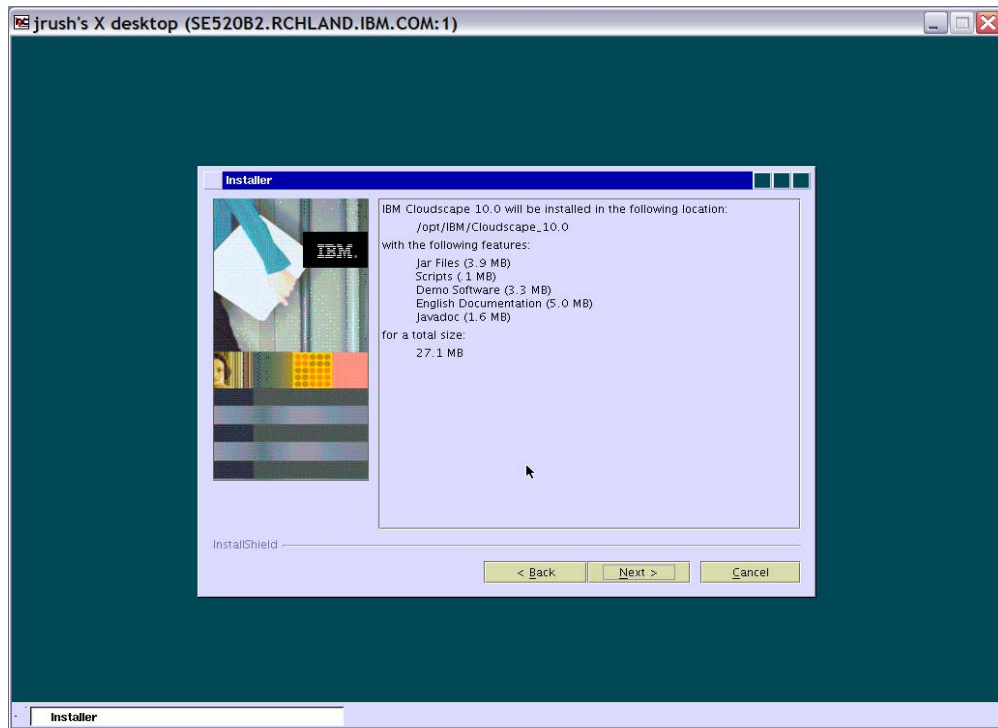 jrush's X desktop (SE520B2.RCHLAND.IBM.COM:1)
Installer
IBM.
IBM Cloudscape 10.0 will be installed in the following location:
/opt/IBM/Cloudscape_10.0
with the following features:
Jar Files (3.9 MB)
Scripts (.1 MB)
Demo Software (3.3 MB)
English Documentation (5.0 MB)
Javadoc (1.6 MB)
for a total size:
27.1 MB
InstallShield
< Back Next > Cancel
Installer